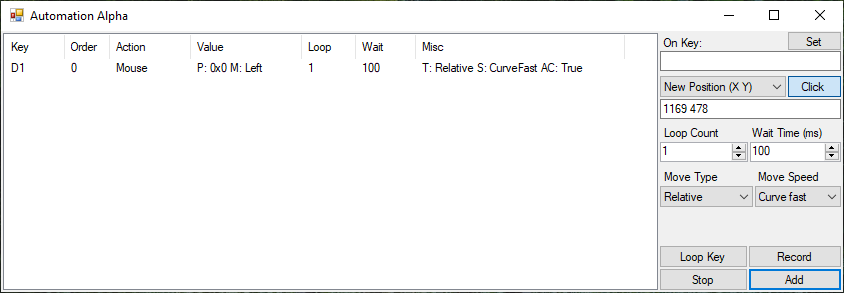 Automation Alpha
Key Order Action Value Loop Wait Misc
D1 0 Mouse P: 0x0 M: Left 1 100 T: Relative S: CurveFast AC: True
On Key: Set
New Position (X Y) Click
1169 478
Loop Count Wait Time (ms)
1 100
Move Type Move Speed
Relative Curve fast
Loop Key Record
Stop Add